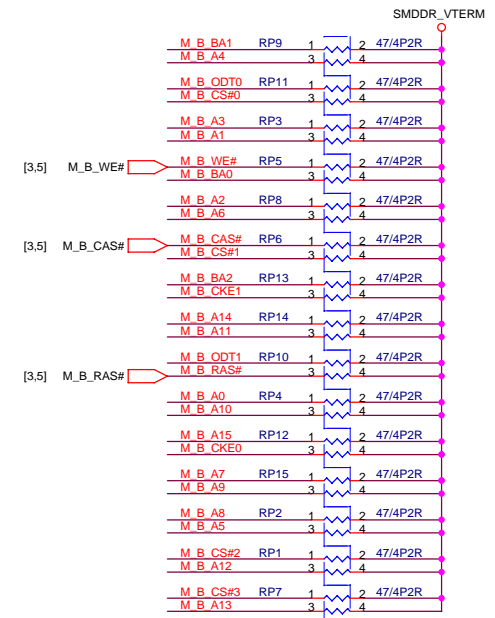 SMDDR_VTERM
M_B_BA1 RP9 1 2 47/4P2R
M_B_A4 3 4
M_B_ODT0 RP11 1 2 47/4P2R
M_B_CS#0 3 4
M_B_A3 RP3 1 2 47/4P2R
M_B_A1 3 4
[3,5] M_B_WE# M_B_WE# RP5 1 2 47/4P2R
M_B_BA0 3 4
M_B_A2 RP8 1 2 47/4P2R
M_B_A6 3 4
[3,5] M_B_CAS# M_B_CAS# RP6 1 2 47/4P2R
M_B_CS#1 3 4
M_B_BA2 RP13 1 2 47/4P2R
M_B_CKE1 3 4
M_B_A14 RP14 1 2 47/4P2R
M_B_A11 3 4
M_B_ODT1 RP10 1 2 47/4P2R
[3,5] M_B_RAS# M_B_RAS# 3 4
M_B_A0 RP4 1 2 47/4P2R
M_B_A10 3 4
M_B_A15 RP12 1 2 47/4P2R
M_B_CKE0 3 4
M_B_A7 RP15 1 2 47/4P2R
M_B_A9 3 4
M_B_A8 RP2 1 2 47/4P2R
M_B_A5 3 4
M_B_CS#2 RP1 1 2 47/4P2R
M_B_A12 3 4
M_B_CS#3 RP7 1 2 47/4P2R
M_B_A13 3 4